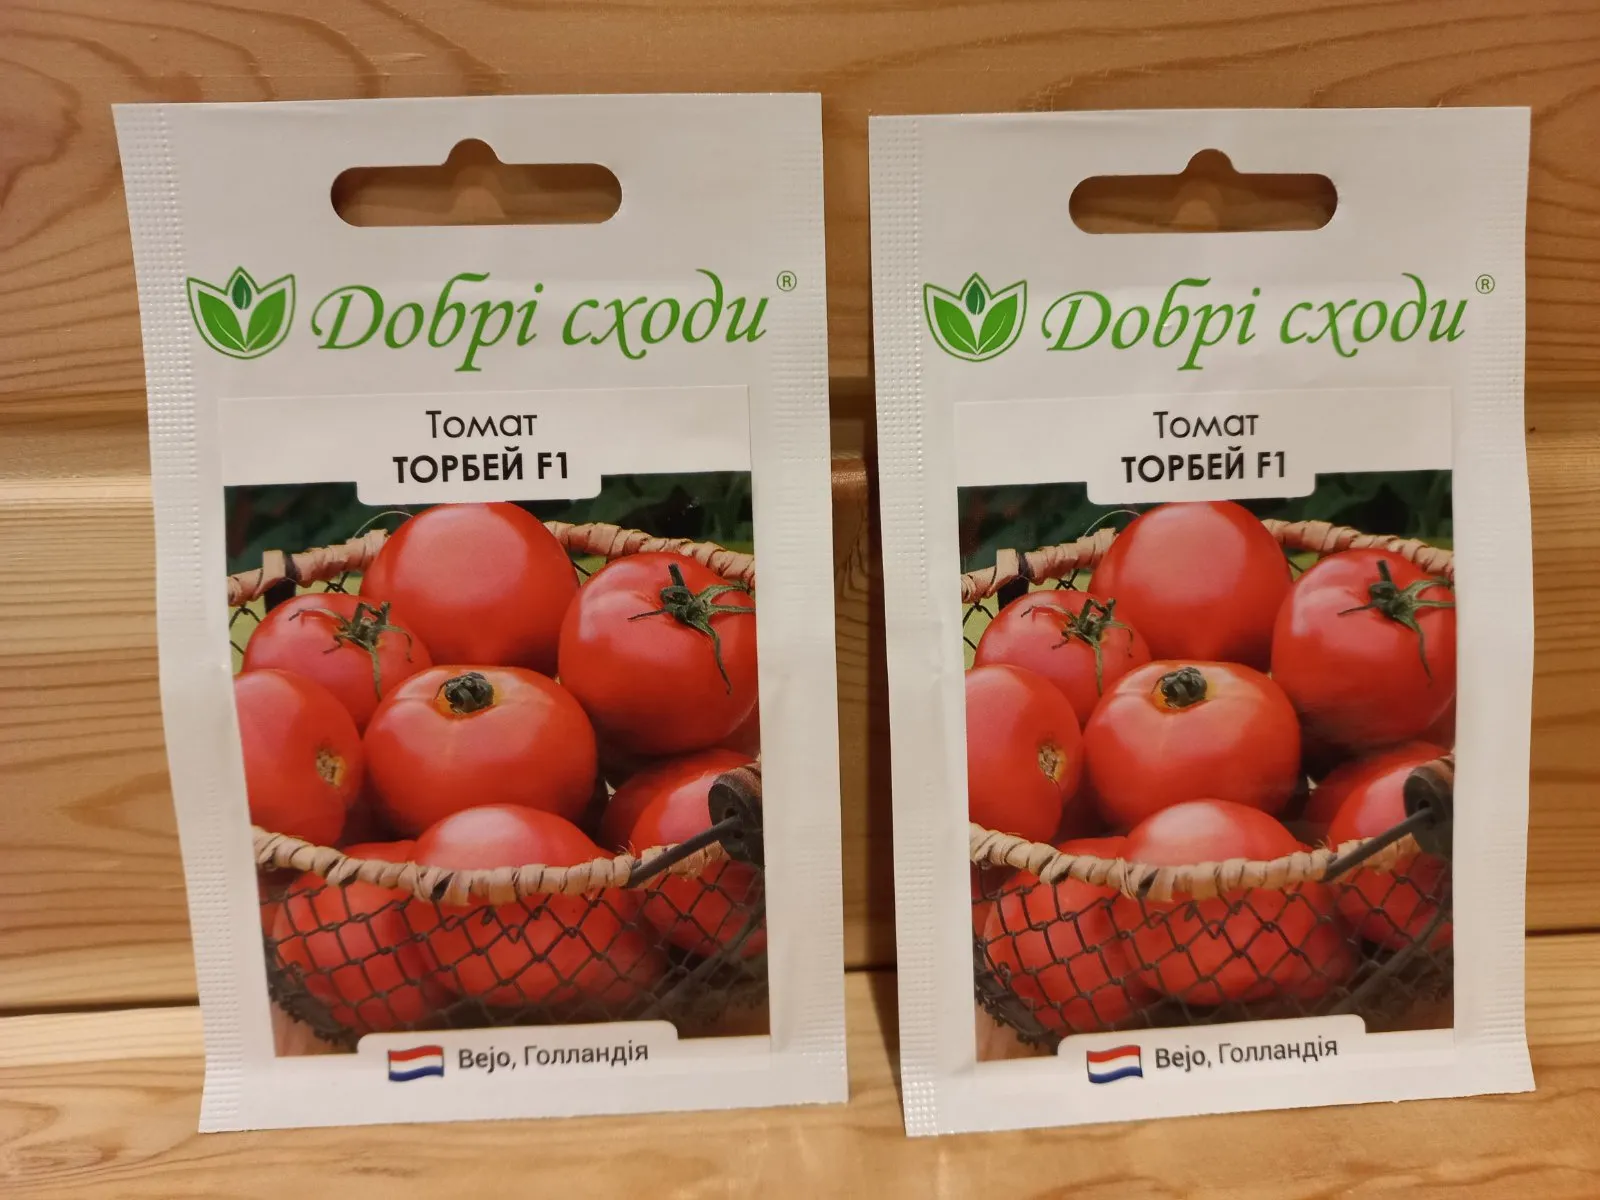 Добрі сходи®
Томат
ТОРБЕЙ F1
Bejo, Голландія
Добрі сходи®
Томат
ТОРБЕЙ F1
Bejo, Голландія